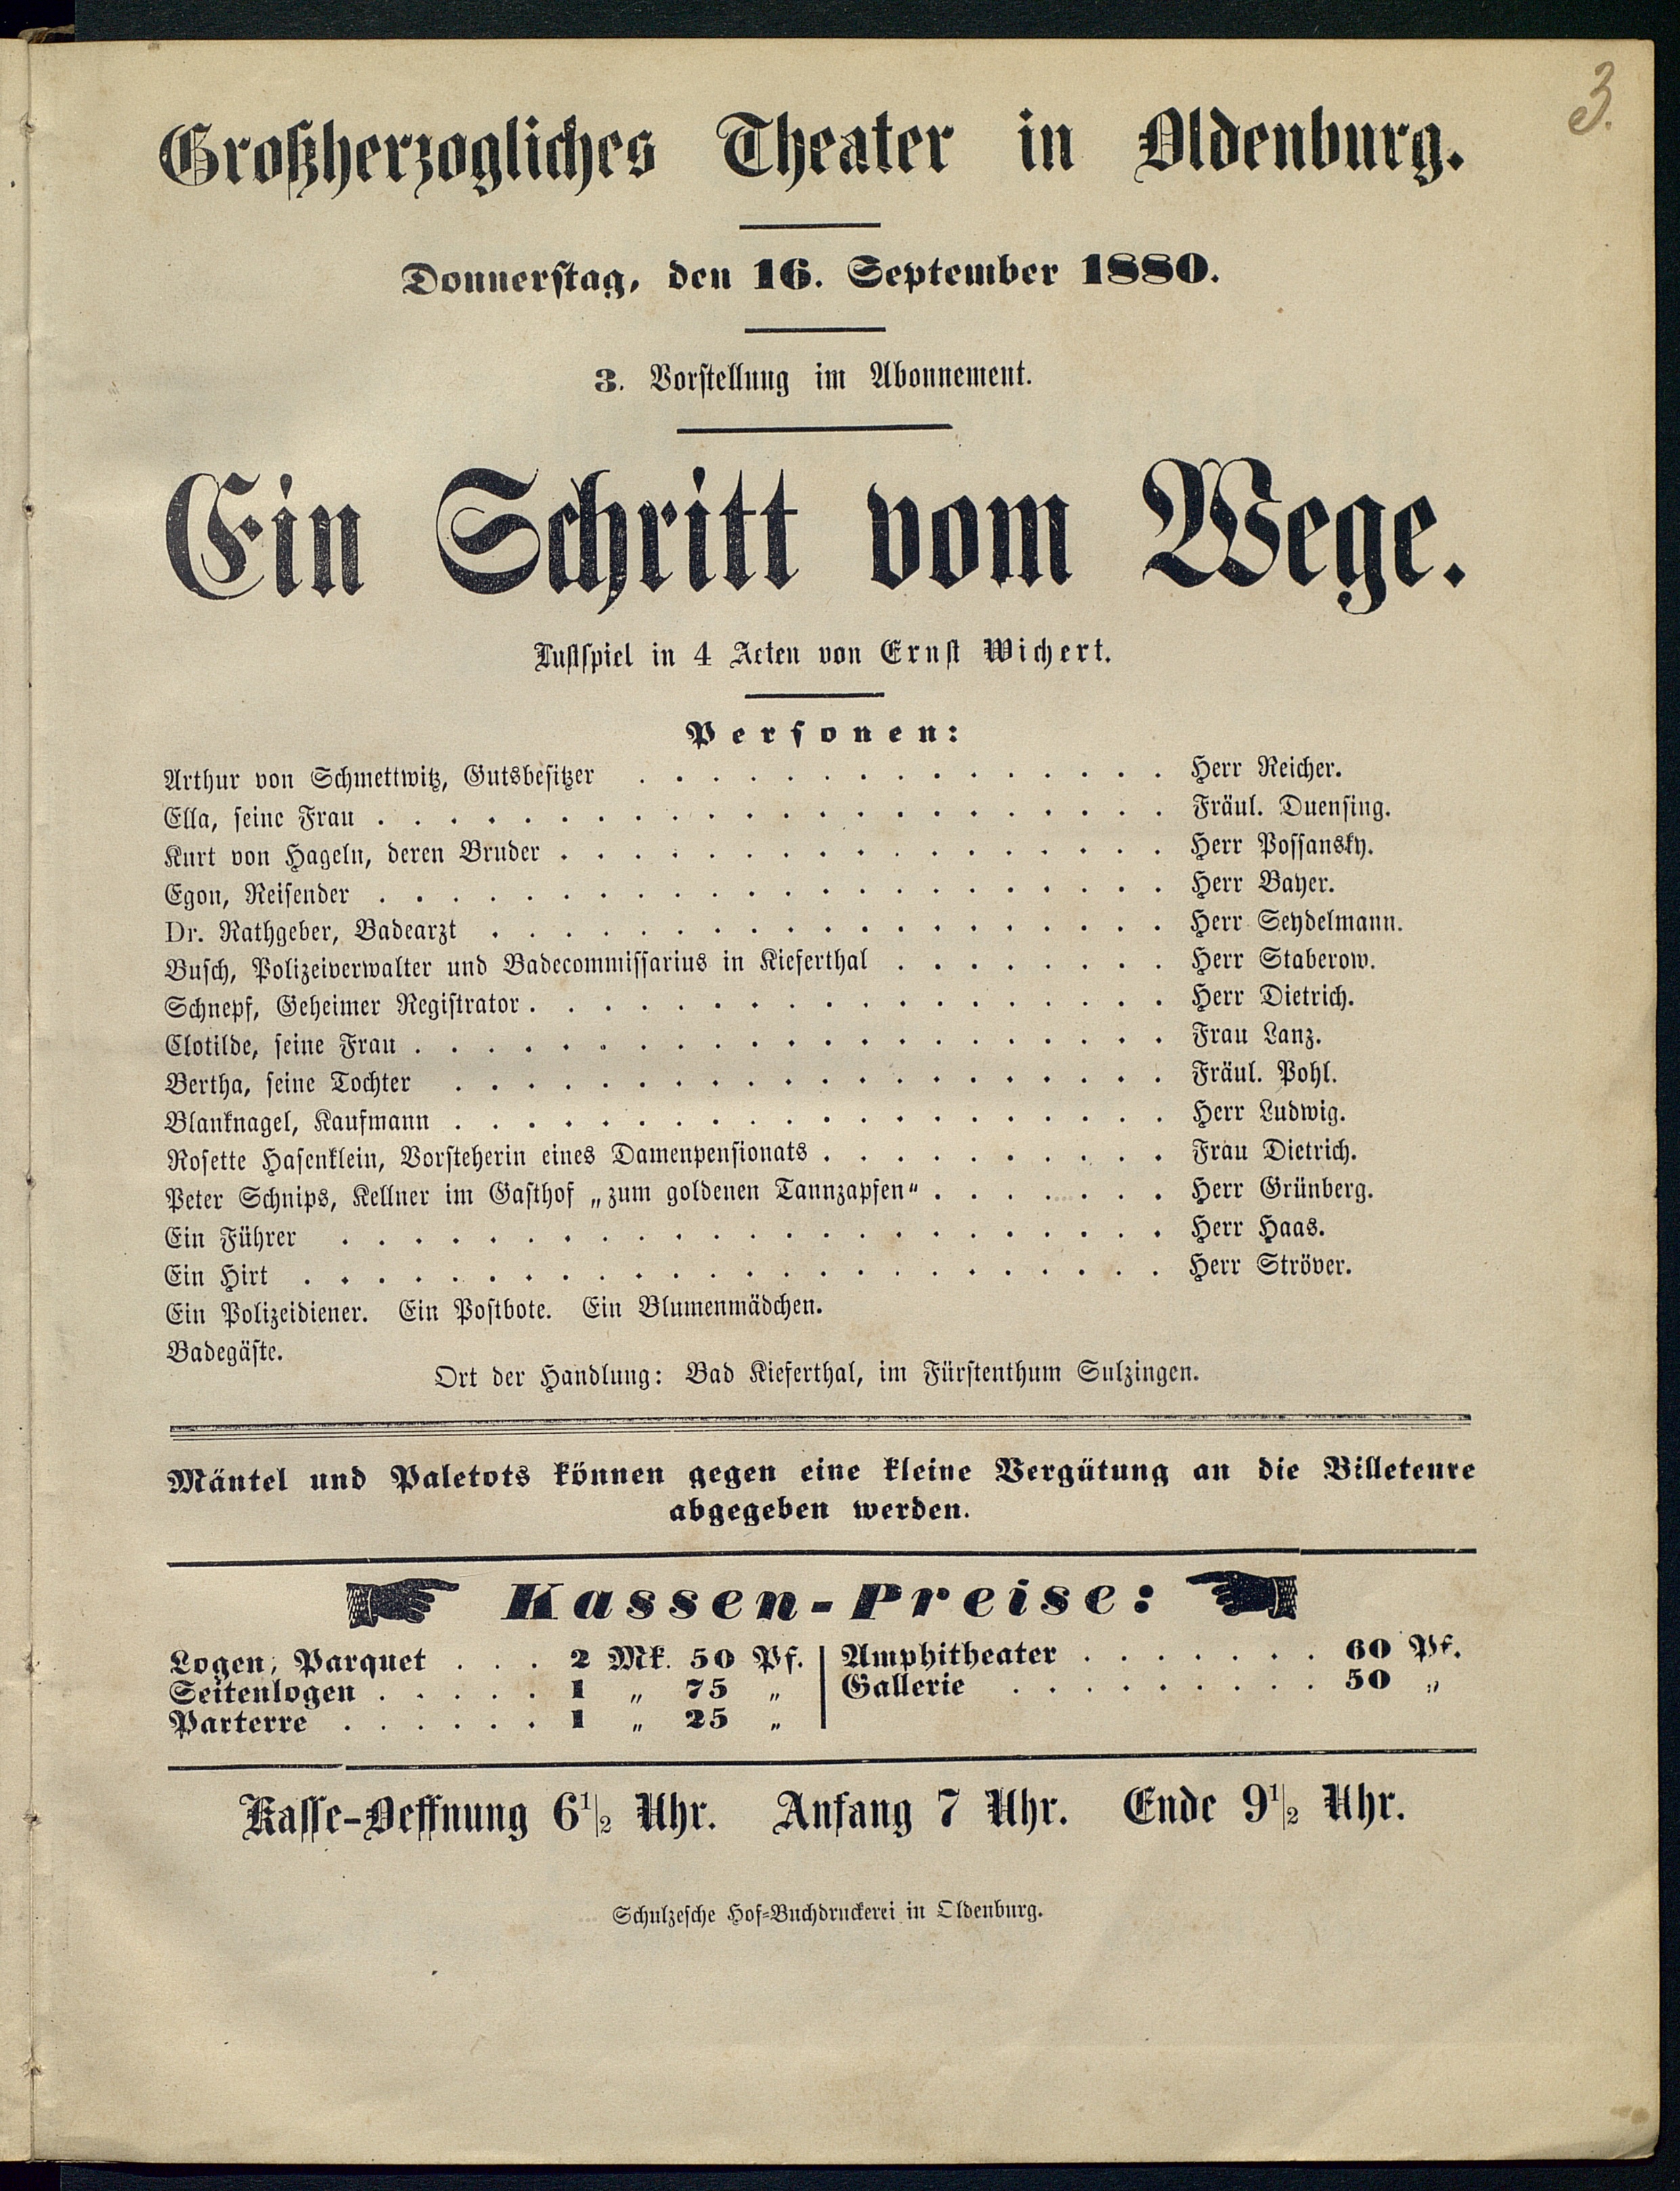 3.
Großherzogliches Theater in Oldenburg.
Donnerstag, den 16. September 1880.
3. Vorstellung im Abonnement.
Ein Schritt vom Wege.
Lustspiel in 4 Acten von Ernst Wichert.
Personen:
Arthur von Schmettwitz, Gutsbesitzer . . . . . . . . . . . . . . . Herr Reicher.
Ella, seine Frau . . . . . . . . . . . . . . . . . . . . . . Fräul. Duensing.
Kurt von Hageln, deren Bruder . . . . . . . . . . . . . . . . . Herr Possansky.
Egon, Reisender . . . . . . . . . . . . . . . . . . . . . . Herr Bayer.
Dr. Rathgeber, Badearzt . . . . . . . . . . . . . . . . . . . Herr Seydelmann.
Busch, Polizeiverwalter und Badecommissarius in Kieferthal . . . . . . . . Herr Staberow.
Schnepf, Geheimer Registrator . . . . . . . . . . . . . . . . . . Herr Dietrich.
Clotilde, seine Frau . . . . . . . . . . . . . . . . . . . . . Frau Lanz.
Bertha, seine Tochter . . . . . . . . . . . . . . . . . . . . Fräul. Pohl.
Blanknagel, Kaufmann . . . . . . . . . . . . . . . . . . . . Herr Ludwig.
Rosette Hasenklein, Vorsteherin eines Damenpensionats . . . . . . . . . . Frau Dietrich.
Peter Schnips, Kellner im Gasthof „zum goldenen Tannzapfen“ . . . . . . . Herr Grünberg.
Ein Führer . . . . . . . . . . . . . . . . . . . . . . . Herr Haas.
Ein Hirt . . . . . . . . . . . . . . . . . . . . . . . . Herr Ströver.
Ein Polizeidiener. Ein Postbote. Ein Blumenmädchen.
Badegäste.
Ort der Handlung: Bad Kieferthal, im Fürstenthum Sulzingen.
Mäntel und Paletots können gegen eine kleine Vergütung an die Billeteure
abgegeben werden.
Kassen-Preise:
Logen, Parquet . . . 2 Mk. 50 Pf. Amphitheater . . . . . . . 60 Pf.
Seitenlogen . . . . . 1 „ 75 „ Gallerie . . . . . . . . . 50 „
Parterre . . . . . . 1 „ 25 „
Kasse-Oeffnung 6½ Uhr. Anfang 7 Uhr. Ende 9½ Uhr.
Schulzesche Hof-Buchdruckerei in Oldenburg.